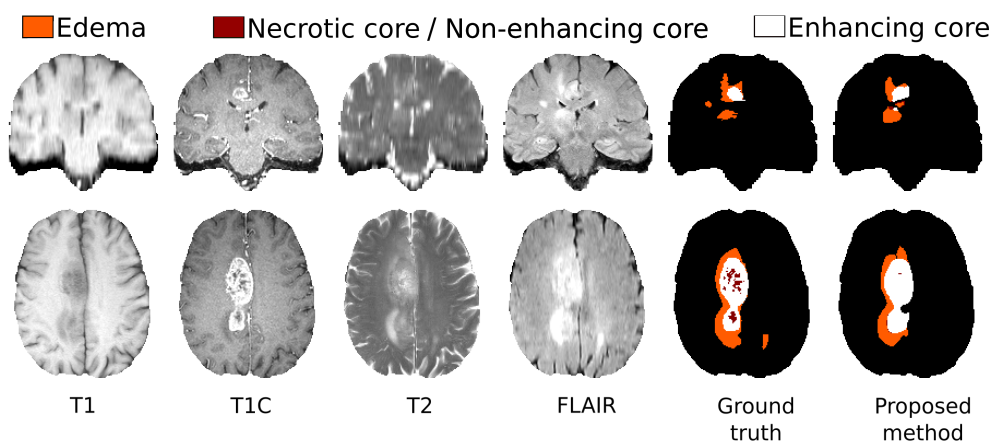 Edema
Necrotic core / Non-enhancing core
Enhancing core
T1
T1C
T2
FLAIR
Ground
truth
Proposed
method